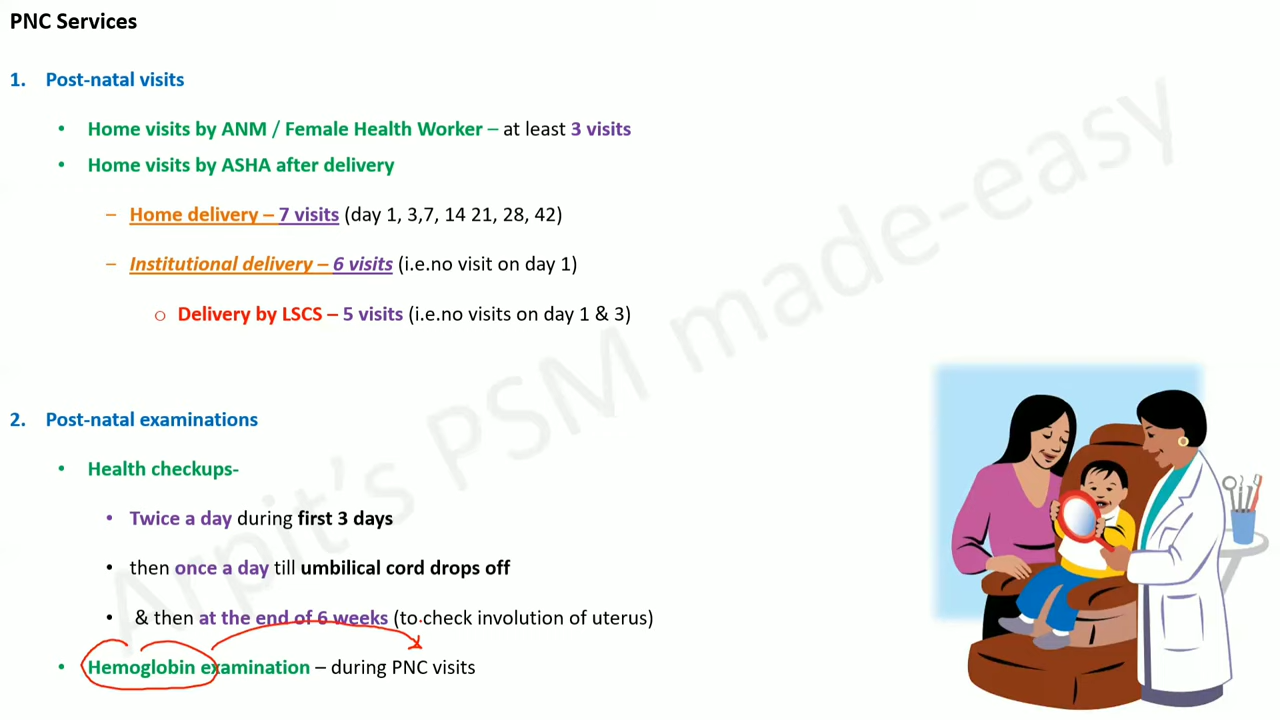 PNC Services
1. Post-natal visits
• Home visits by ANM / Female Health Worker – at least 3 visits
• Home visits by ASHA after delivery
– Home delivery – 7 visits (day 1, 3,7, 14 21, 28, 42)
– Institutional delivery – 6 visits (i.e.no visit on day 1)
o Delivery by LSCS – 5 visits (i.e.no visits on day 1 & 3)
2. Post-natal examinations
• Health checkups-
• Twice a day during first 3 days
• then once a day till umbilical cord drops off
• & then at the end of 6 weeks (to check involution of uterus)
• Hemoglobin examination – during PNC visits
Arpit's PSM made-easy